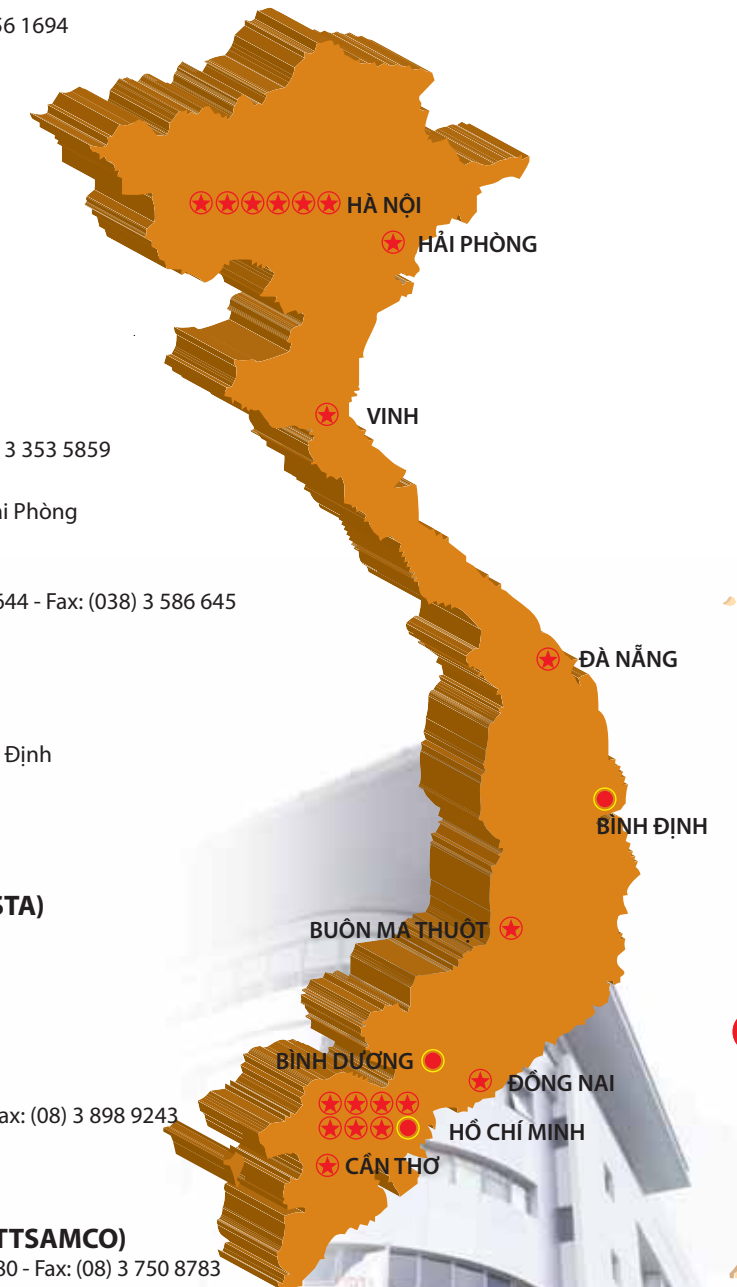 56 1694
HÀ NỘI
HẢI PHÒNG
VINH
3 353 5859
Phòng
644 - Fax: (038) 3 586 645
ĐÀ NẴNG
Định
BÌNH ĐỊNH
STA)
BUÔN MA THUỘT
BÌNH DƯƠNG
ĐỒNG NAI
ax: (08) 3 898 9243
HỒ CHÍ MINH
CẦN THƠ
TTSAMCO)
80 - Fax: (08) 3 750 8783